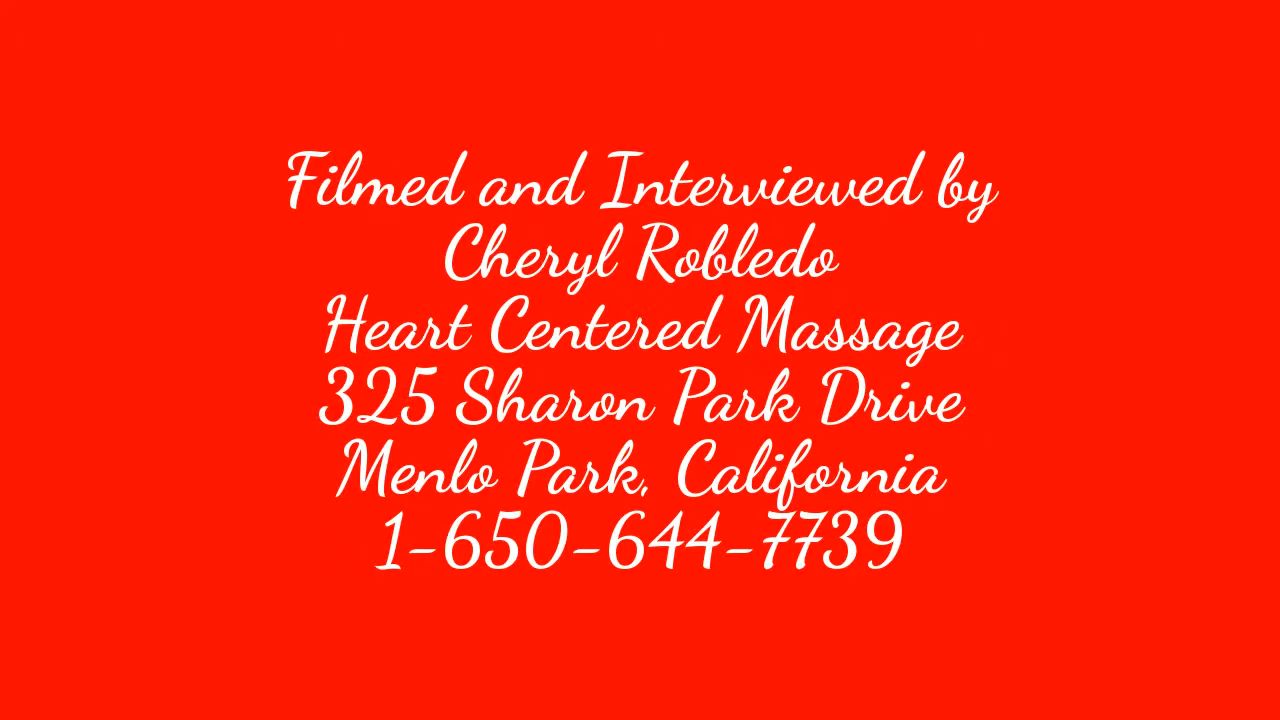 Filmed and Interviewed by
Cheryl Robledo
Heart Centered Massage
325 Sharon Park Drive
Menlo Park, California
1-650-644-7739